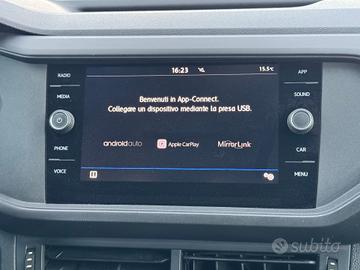 16:23
15.5°C
RADIO
MEDIA
PHONE
VOICE
Benvenuti in App-Connect.
Collegare un dispositivo mediante la presa USB.
androidauto
Apple CarPlay
MirrorLink
APP
SOUND
CAR
MENU
subito